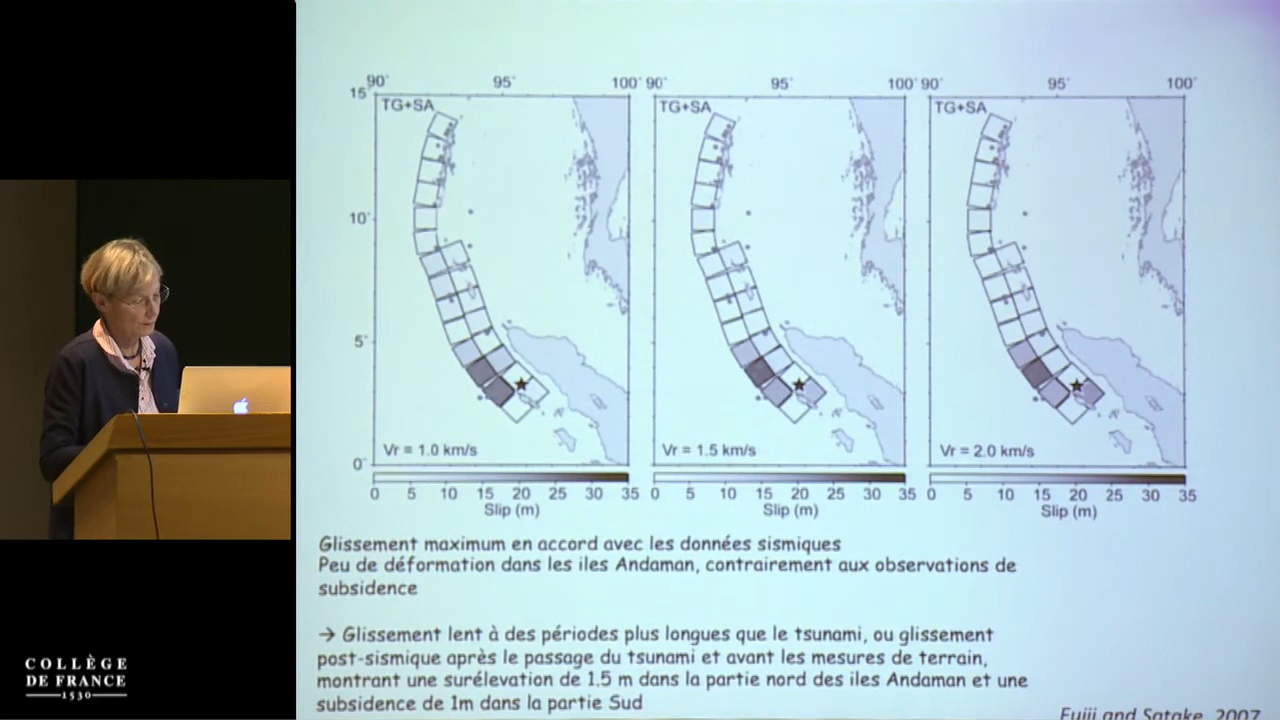 90° 95° 100° 90° 95° 100° 90° 95° 100°
15°
TG+SA TG+SA TG+SA
10°
5°
Vr = 1.0 km/s Vr = 1.5 km/s Vr = 2.0 km/s
0°
0 5 10 15 20 25 30 35 0 5 10 15 20 25 30 35 0 5 10 15 20 25 30 35
Slip (m) Slip (m) Slip (m)
Glissement maximum en accord avec les données sismiques
Peu de déformation dans les iles Andaman, contrairement aux observations de
subsidence
→ Glissement lent à des périodes plus longues que le tsunami, ou glissement
post-sismique après le passage du tsunami et avant les mesures de terrain,
montrant une surélévation de 1.5 m dans la partie nord des iles Andaman et une
subsidence de 1m dans la partie Sud
Fujii and Satake, 2007
COLLÈGE
DE FRANCE
1530